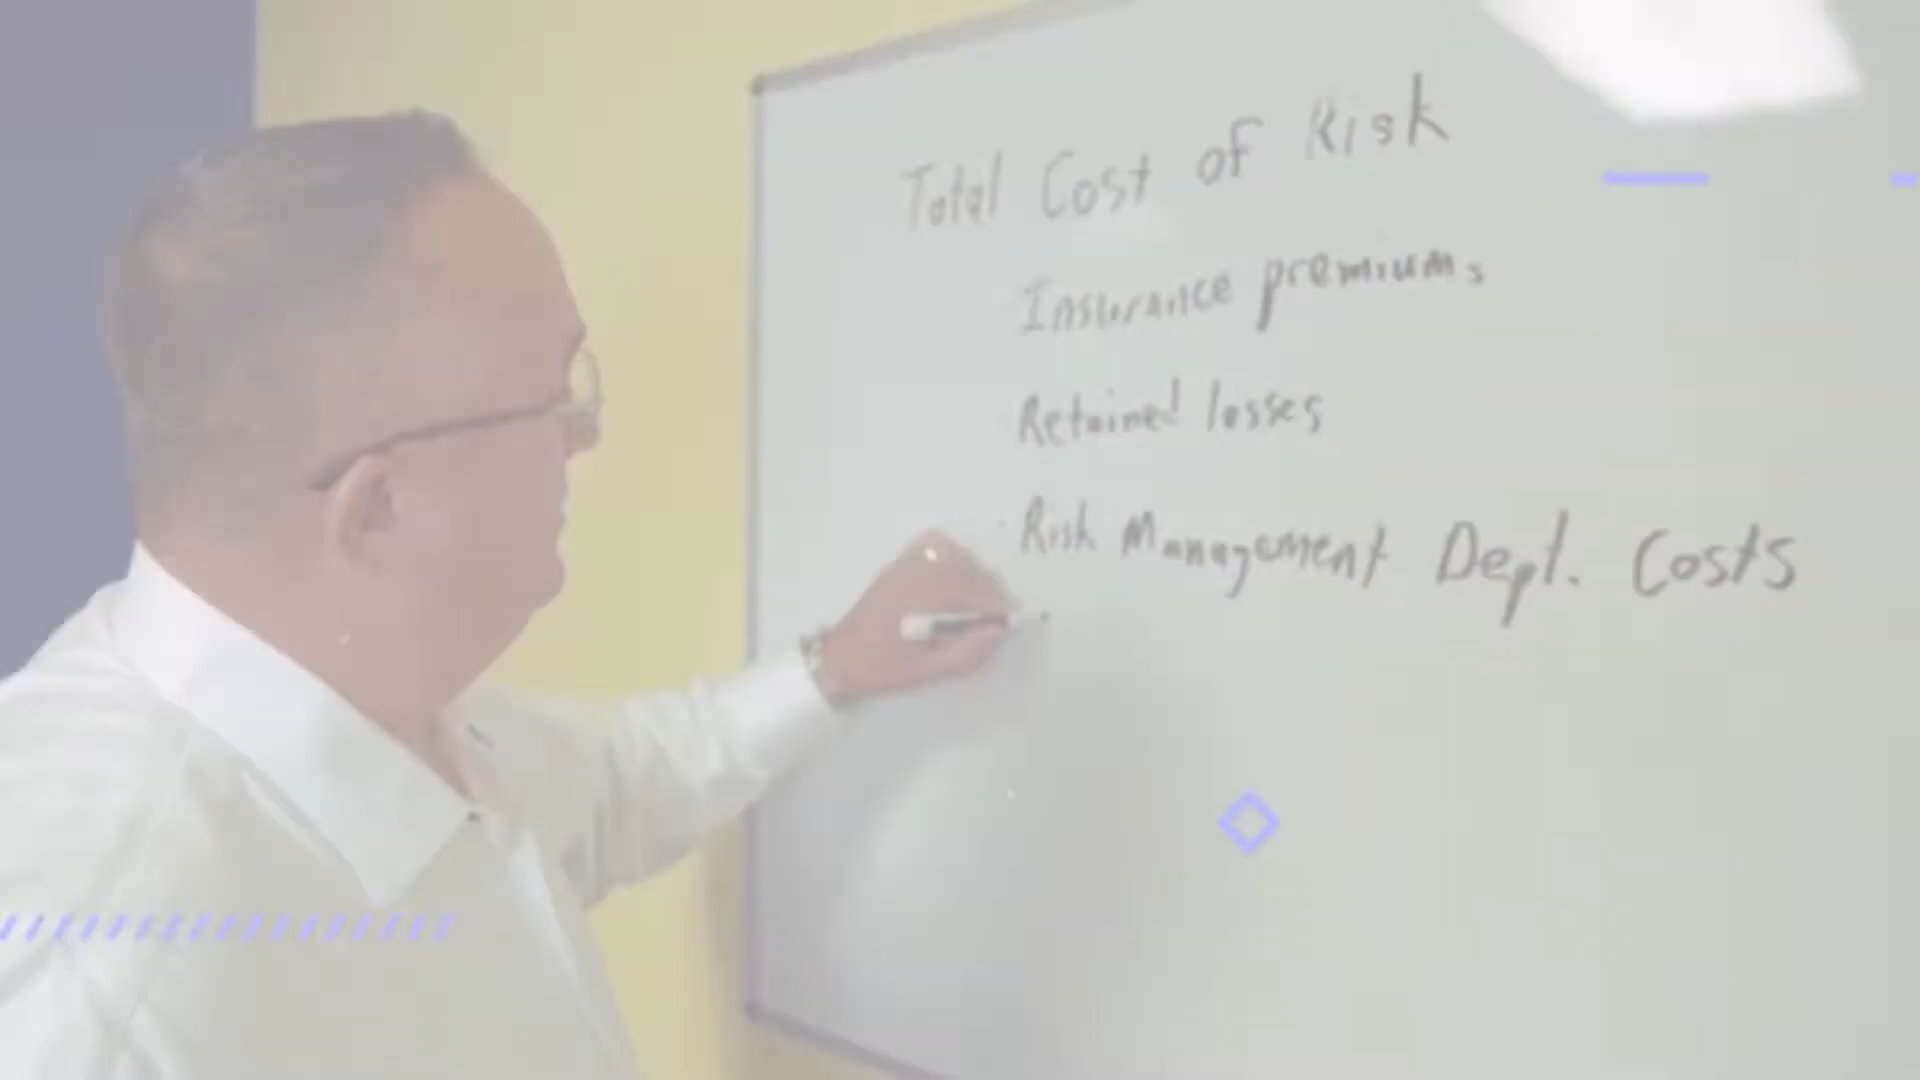 Total Cost of Risk
Insurance premiums
Retained losses
Risk Management Dept. Costs